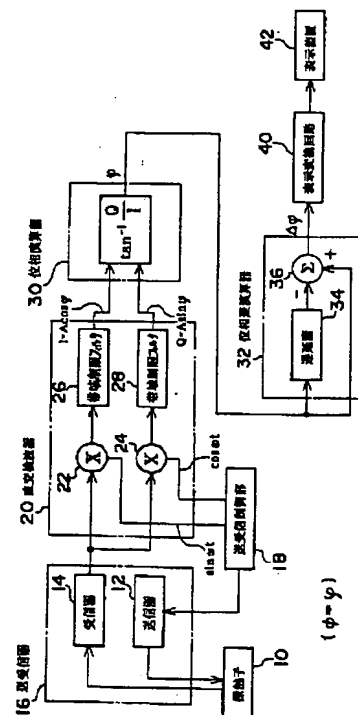 16 送受信器
14
受信器
12
送信器
10
探触子
18
送受信制御部
20 直交検波器
22
X
24
X
sinωt
cosωt
26
帯域制限フィルタ
28
帯域制限フィルタ
I=Acosφ
Q=Asinφ
30 位相演算器
tan⁻¹ Q/I
φ
32 位相差演算器
34
遅延器
36
Σ
−
+
Δφ
40
表示変換回路
42
表示装置
(φ=φ)